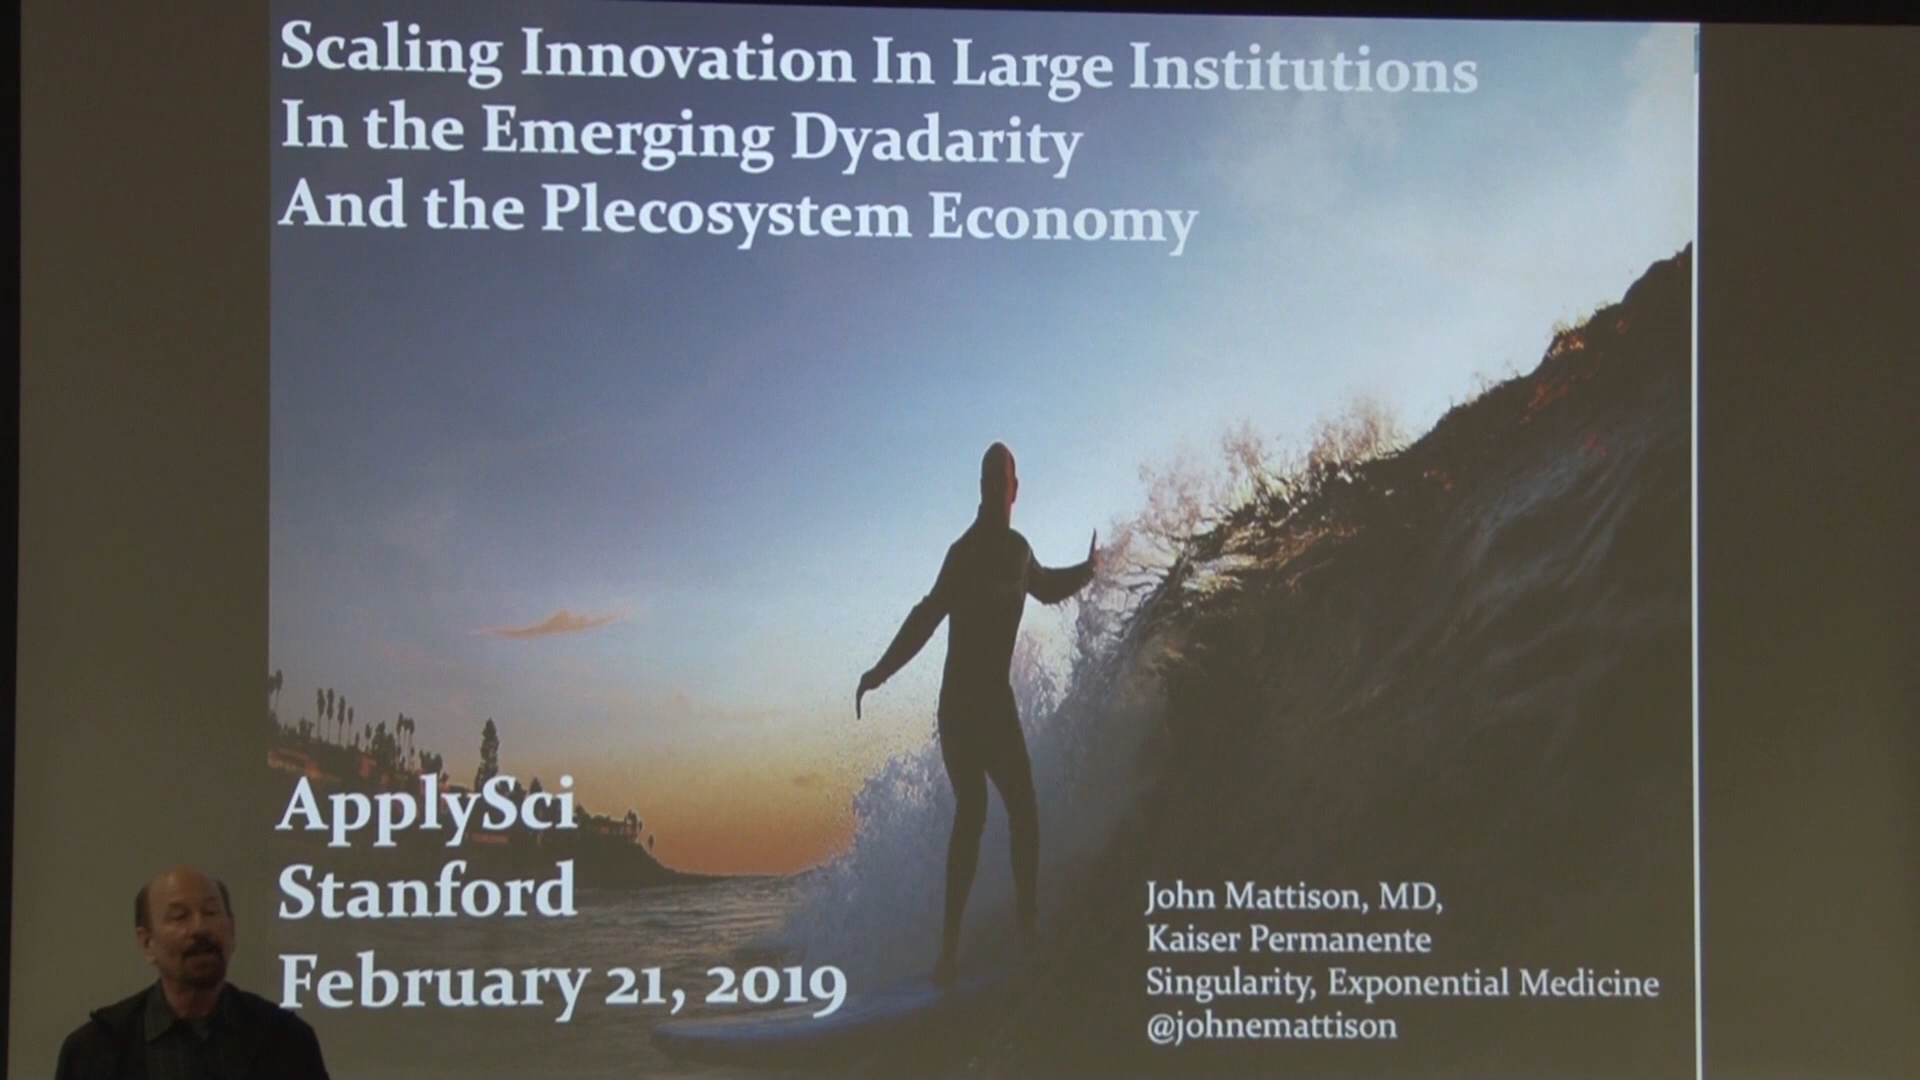 Scaling Innovation In Large Institutions
In the Emerging Dyadarity
And the Plecosystem Economy
ApplySci
Stanford
February 21, 2019
John Mattison, MD,
Kaiser Permanente
Singularity, Exponential Medicine
@johnemattison